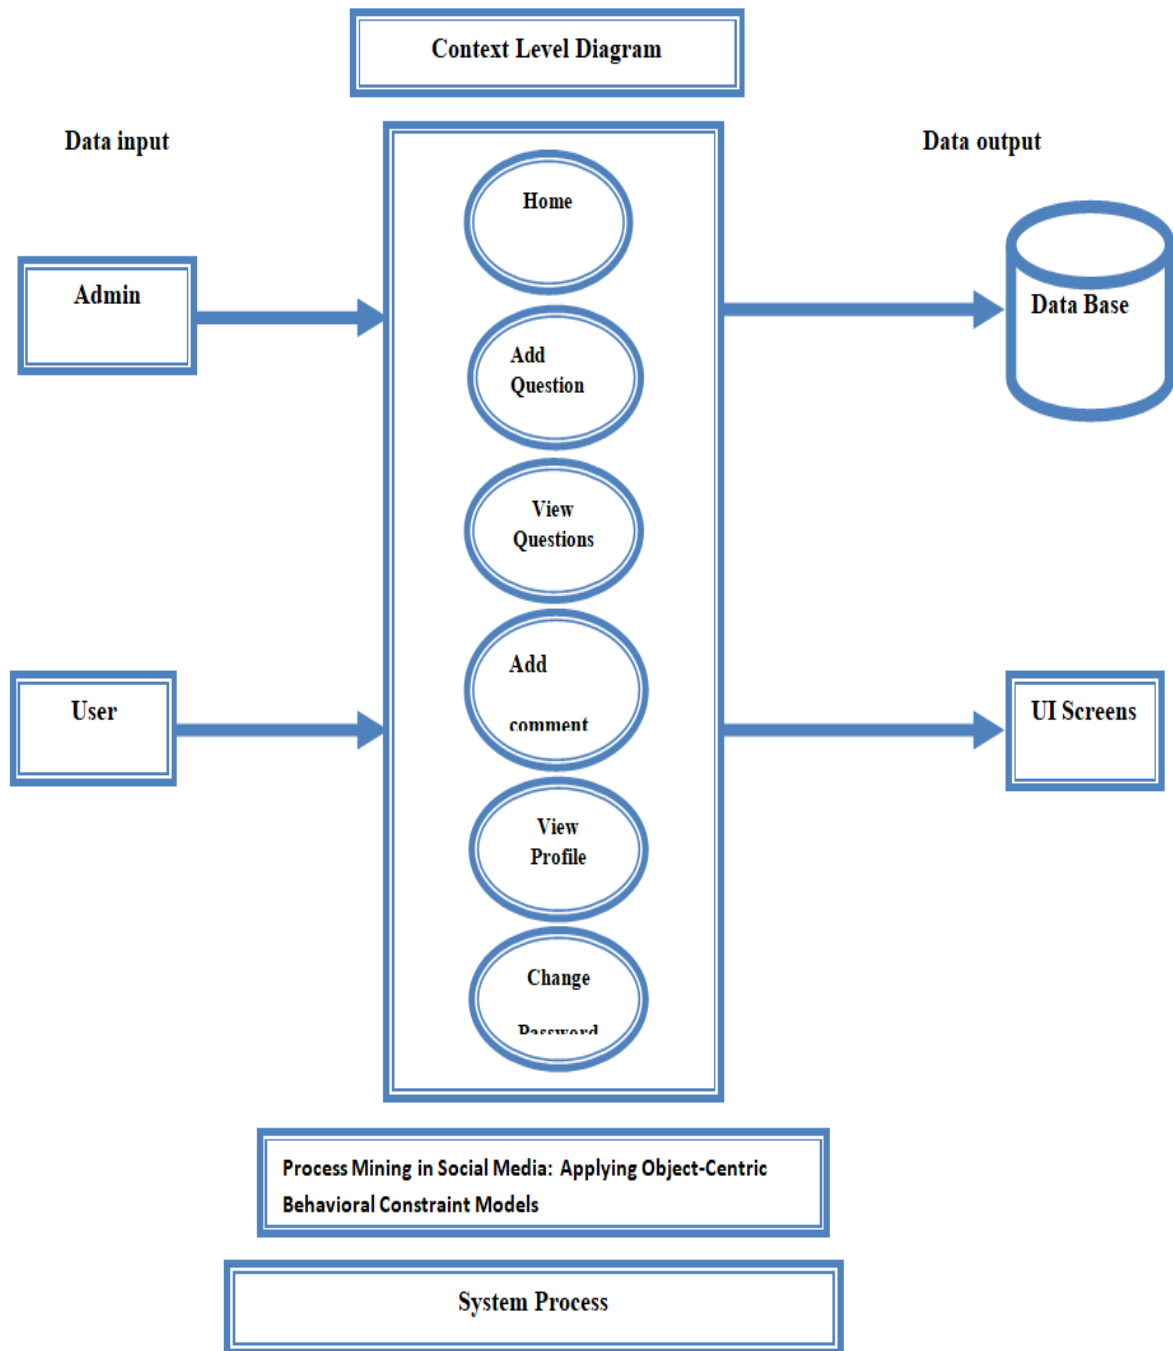 Context Level Diagram
Data input
Data output
Home
Admin
Data Base
Add
Question
View
Questions
Add
comment
User
UI Screens
View
Profile
Change
Password
Process Mining in Social Media: Applying Object-Centric
Behavioral Constraint Models
System Process